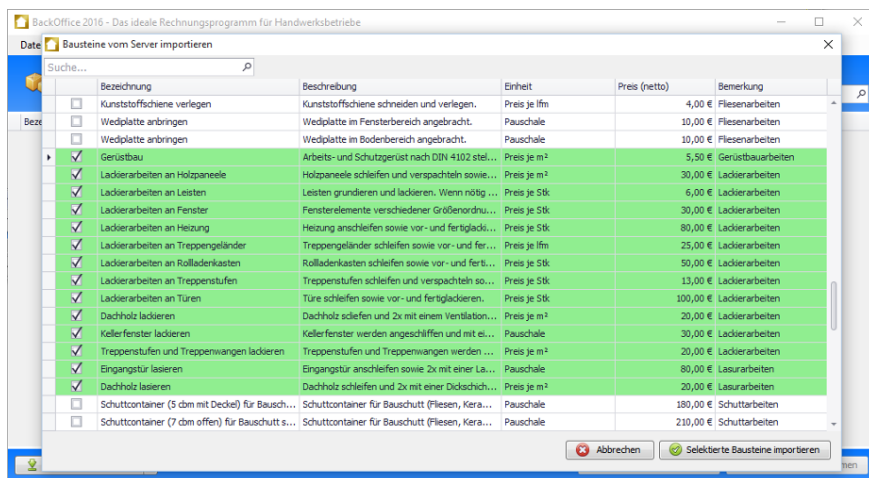 BackOffice 2016 - Das ideale Rechnungsprogramm für Handwerksbetriebe
Date
Bausteine vom Server importieren
Suche...
Bezeichnung Beschreibung Einheit Preis (netto) Bemerkung
Kunststoffschiene verlegen Kunststoffschiene schneiden und verlegen. Preis je lfm 4,00 € Fliesenarbeiten
Beze
Wediplatte anbringen Wediplatte im Fensterbereich angebracht. Pauschale 10,00 € Fliesenarbeiten
Wediplatte anbringen Wediplatte im Bodenbereich angebracht. Pauschale 10,00 € Fliesenarbeiten
Gerüstbau Arbeits- und Schutzgerüst nach DIN 4102 stel... Preis je m² 5,50 € Gerüstbauarbeiten
Lackierarbeiten an Holzpaneele Holzpaneele schleifen und verspachteln sowie... Preis je m² 30,00 € Lackierarbeiten
Lackierarbeiten an Leisten Leisten grundieren und lackieren. Wenn nötig ... Preis je Stk 6,00 € Lackierarbeiten
Lackierarbeiten an Fenster Fensterelemente verschiedener Größenordnu... Preis je Stk 30,00 € Lackierarbeiten
Lackierarbeiten an Heizung Heizung anschleifen sowie vor- und fertiglacki... Preis je Stk 80,00 € Lackierarbeiten
Lackierarbeiten an Treppengeländer Treppengeländer schleifen sowie vor- und fer... Preis je lfm 25,00 € Lackierarbeiten
Lackierarbeiten an Rollladenkasten Rollladenkasten schleifen sowie vor- und ferti... Preis je Stk 50,00 € Lackierarbeiten
Lackierarbeiten an Treppenstufen Treppenstufen schleifen und verspachteln so... Preis je Stk 13,00 € Lackierarbeiten
Lackierarbeiten an Türen Türe schleifen sowie vor- und fertiglackieren. Preis je Stk 100,00 € Lackierarbeiten
Dachholz lackieren Dachholz scliefen und 2x mit einem Ventilation... Preis je m² 20,00 € Lackierarbeiten
Kellerfenster lackieren Kellerfenster werden angeschliffen und mit ei... Pauschale 30,00 € Lackierarbeiten
Treppenstufen und Treppenwangen lackieren Treppenstufen und Treppenwangen werden ... Preis je m² 20,00 € Lackierarbeiten
Eingangstür lasieren Eingangstür anschleifen sowie 2x mit einer La... Pauschale 80,00 € Lasurarbeiten
Dachholz lasieren Dachholz schleifen und 2x mit einer Dickschich... Preis je m² 20,00 € Lasurarbeiten
Schuttcontainer (5 cbm mit Deckel) für Bausch... Schuttcontainer für Bauschutt (Fliesen, Kera... Pauschale 180,00 € Schuttarbeiten
Schuttcontainer (7 cbm offen) für Bauschutt s... Schuttcontainer für Bauschutt (Fliesen, Kera... Pauschale 210,00 € Schuttarbeiten
Abbrechen Selektierte Bausteine importieren
men